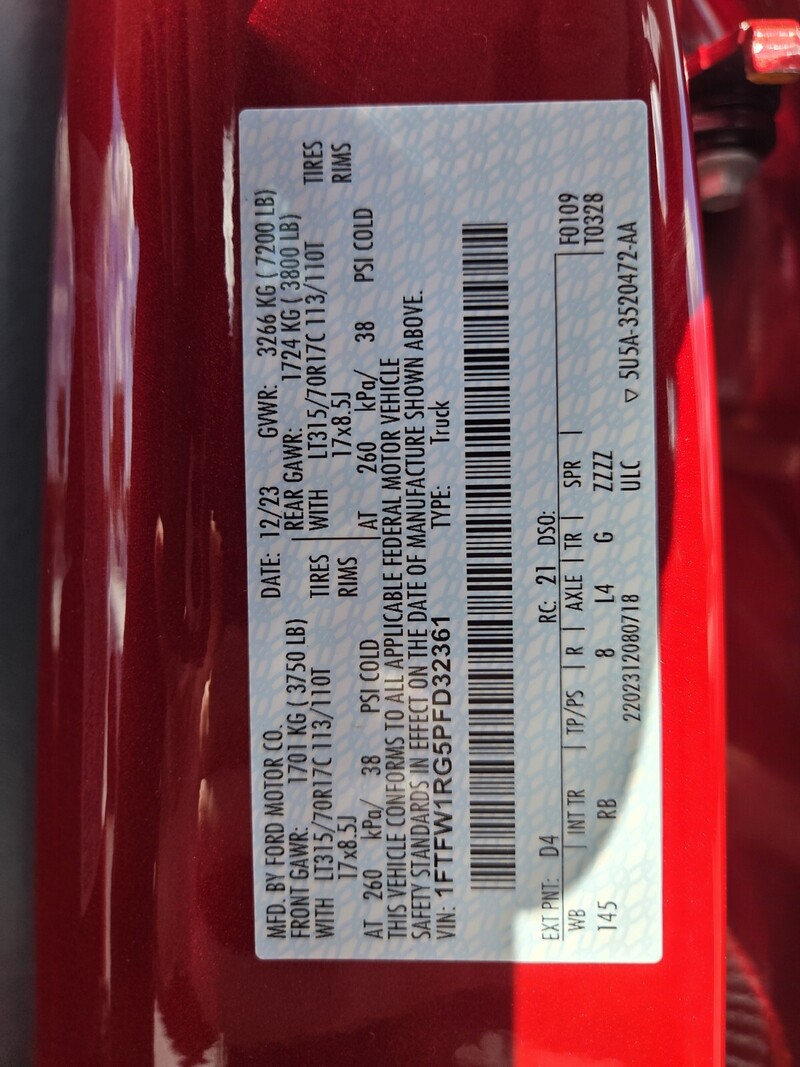 MFD. BY FORD MOTOR CO. DATE: 12/23 GVWR: 3266 KG ( 7200 LB)
FRONT GAWR: 1701 KG ( 3750 LB) REAR GAWR: 1724 KG ( 3800 LB)
WITH LT315/70R17C 113/110T TIRES WITH LT315/70R17C 113/110T TIRES
17x8.5J RIMS 17x8.5J RIMS
AT 260 kPa/ 38 PSI COLD AT 260 kPa/ 38 PSI COLD
THIS VEHICLE CONFORMS TO ALL APPLICABLE FEDERAL MOTOR VEHICLE
SAFETY STANDARDS IN EFFECT ON THE DATE OF MANUFACTURE SHOWN ABOVE.
VIN: 1FTFW1RG5PFD32361 TYPE: Truck
EXT PNT: D4 RC: 21 DSO: F0109
WB INT TR TP/PS R AXLE TR SPR T0328
145 RB 8 L4 G ZZZZ
2202312080718 ULC ▽ 5U5A-3520472-AA